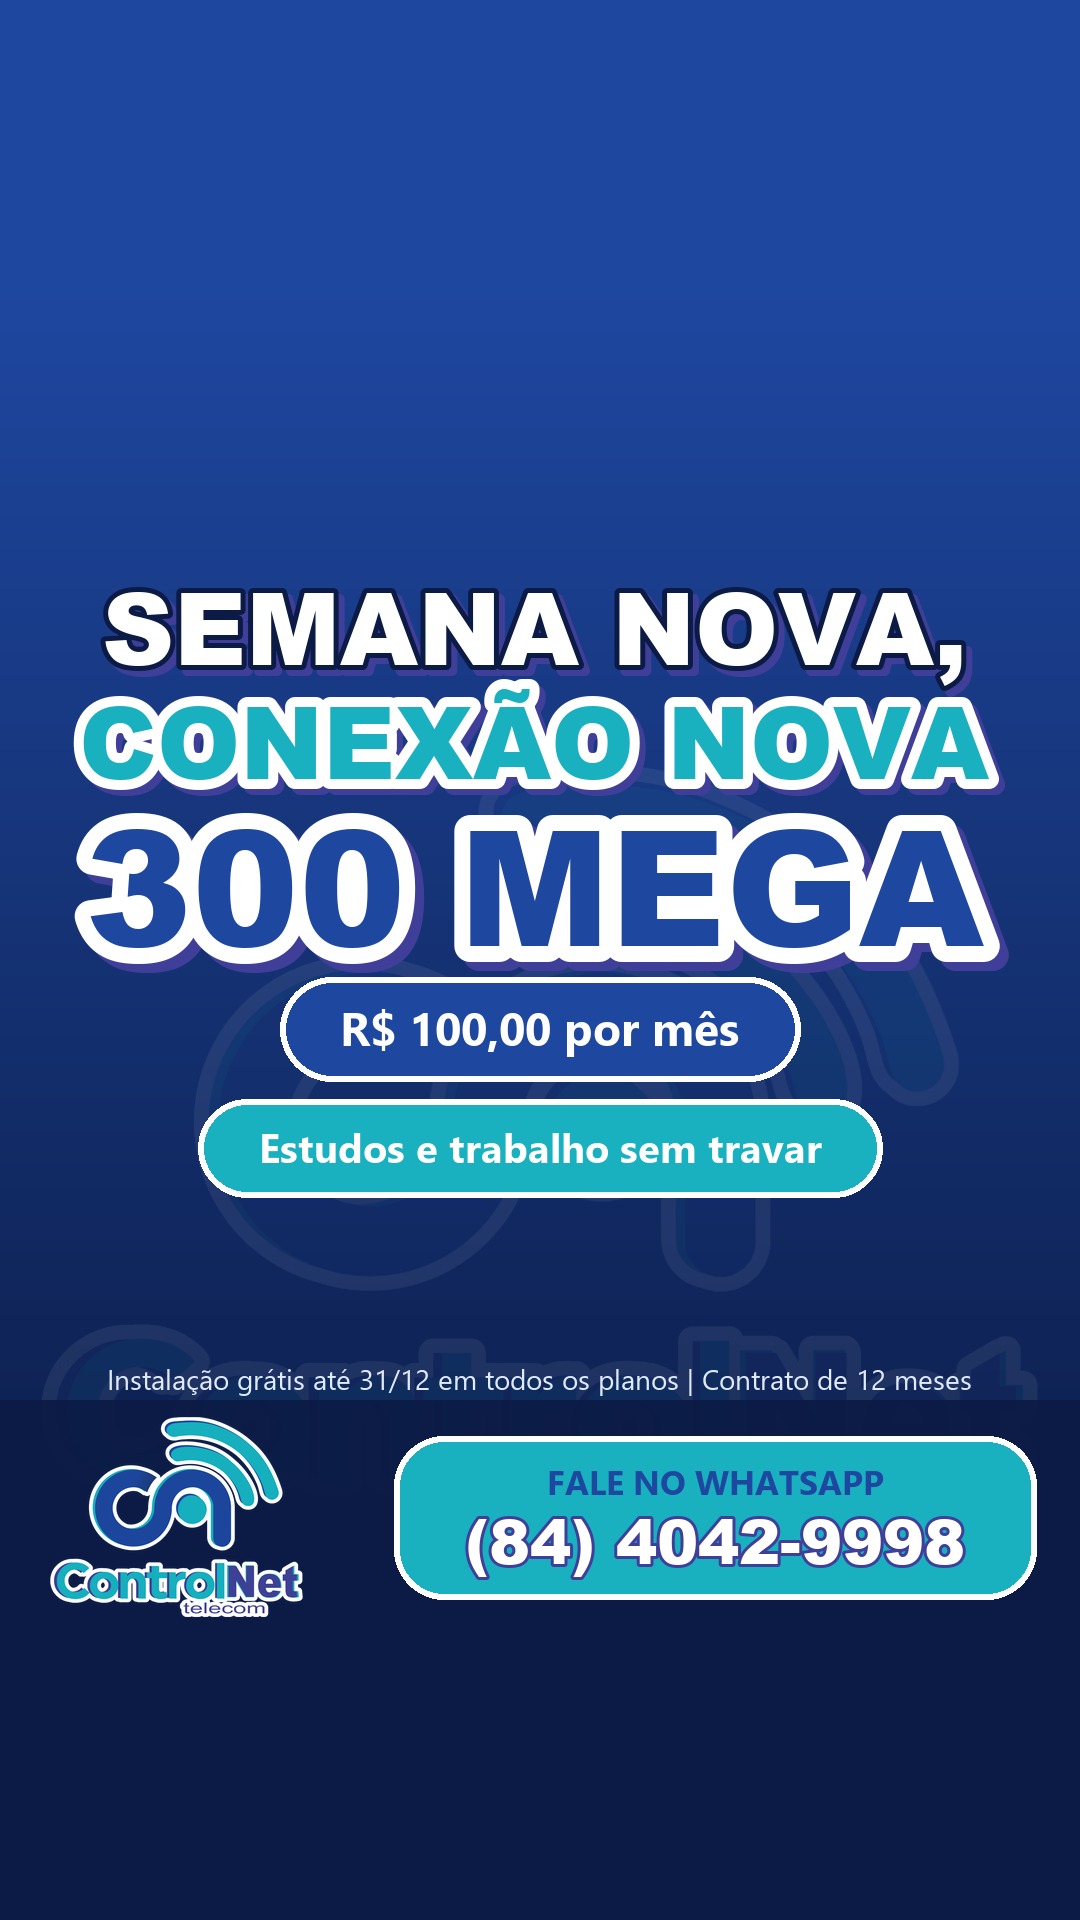 SEMANA NOVA,
CONEXÃO NOVA
300 MEGA
R$ 100,00 por mês
Estudos e trabalho sem travar
ControlNet
Instalação grátis até 31/12 em todos os planos | Contrato de 12 meses
ControlNet
telecom
FALE NO WHATSAPP
(84) 4042-9998